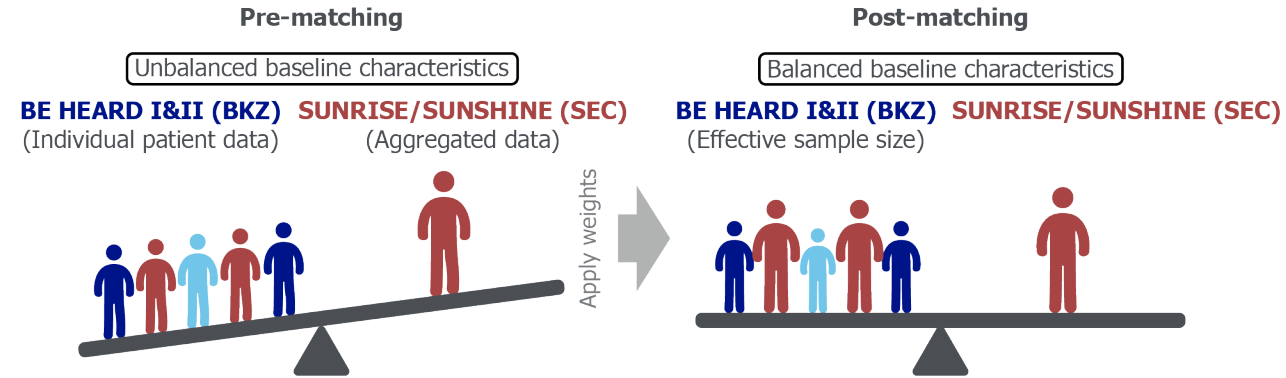 Pre-matching
Unbalanced baseline characteristics
BE HEARD I&II (BKZ)
(Individual patient data)
SUNRISE/SUNSHINE (SEC)
(Aggregated data)
Apply weights
Post-matching
Balanced baseline characteristics
BE HEARD I&II (BKZ)
(Effective sample size)
SUNRISE/SUNSHINE (SEC)